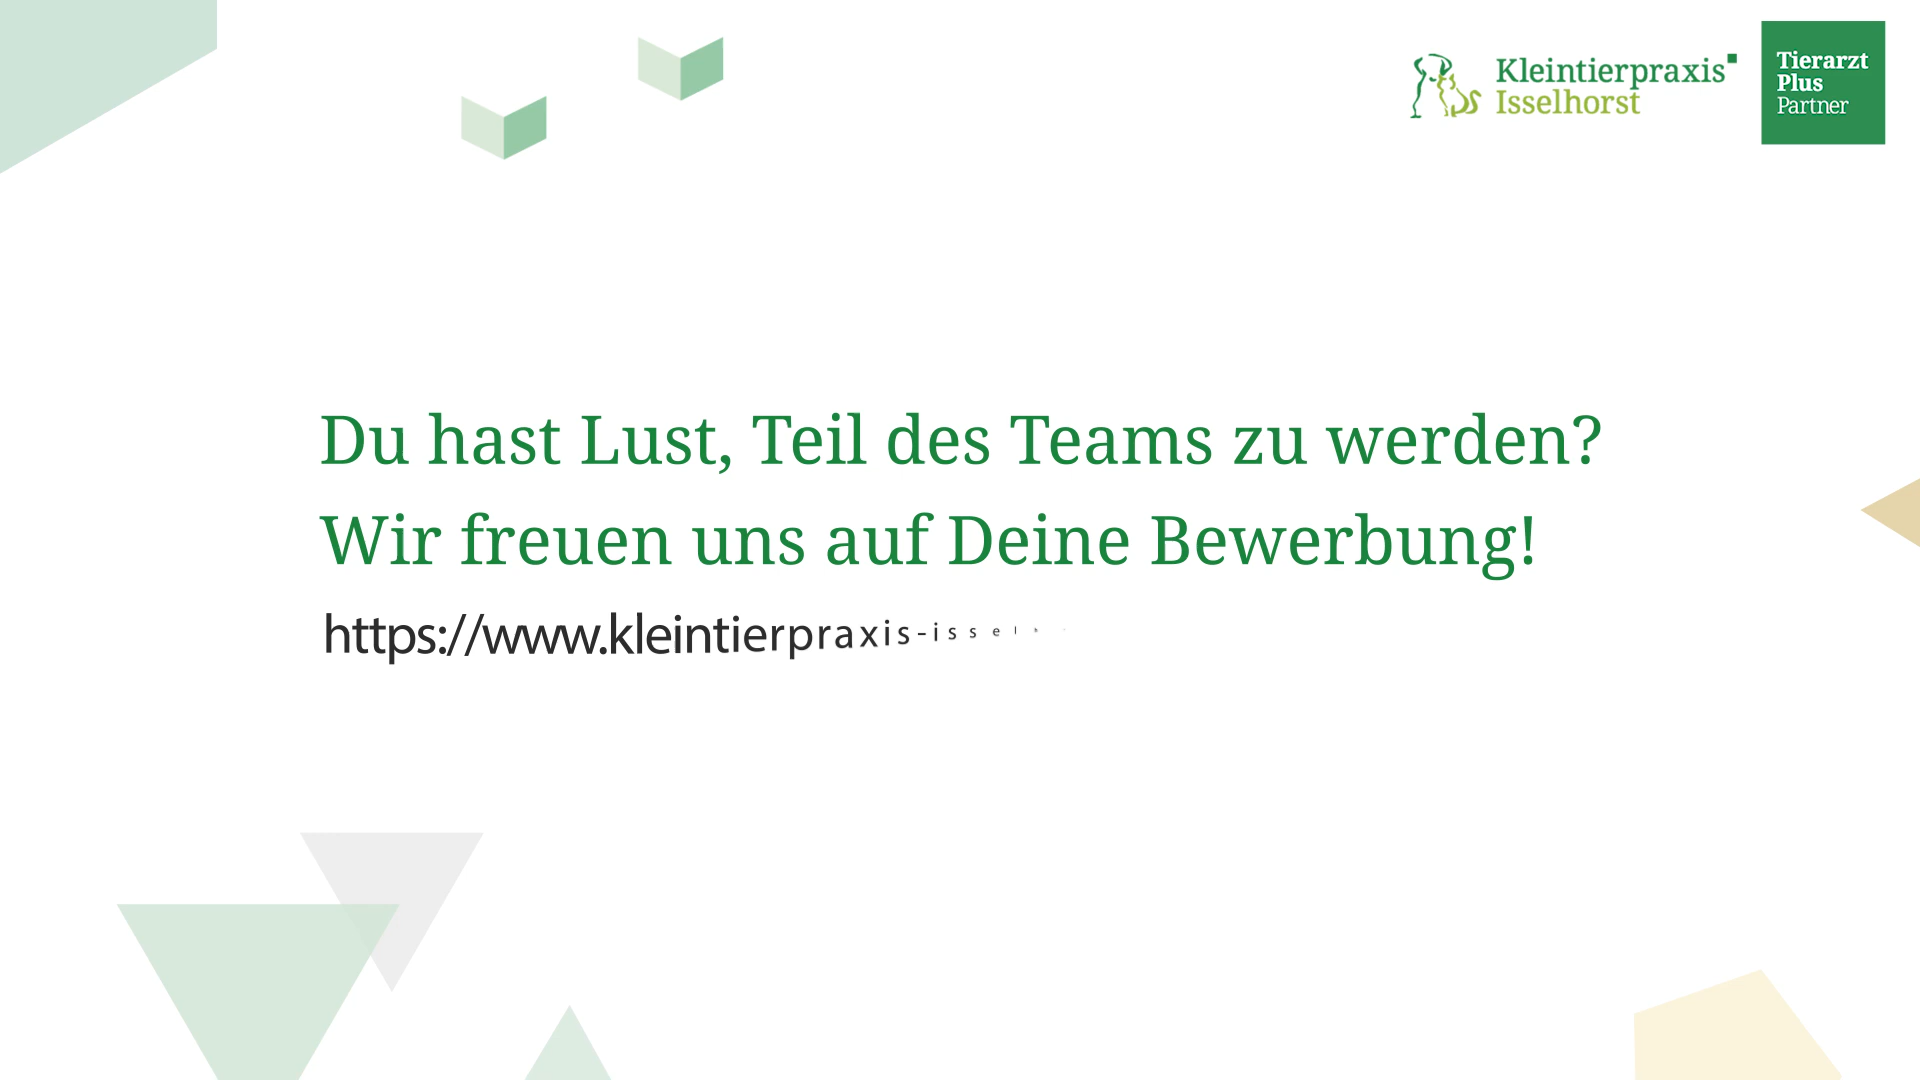 Kleintierpraxis
Isselhorst
Tierarzt
Plus
Partner
Du hast Lust, Teil des Teams zu werden?
Wir freuen uns auf Deine Bewerbung!
https://www.kleintierpraxis-issel